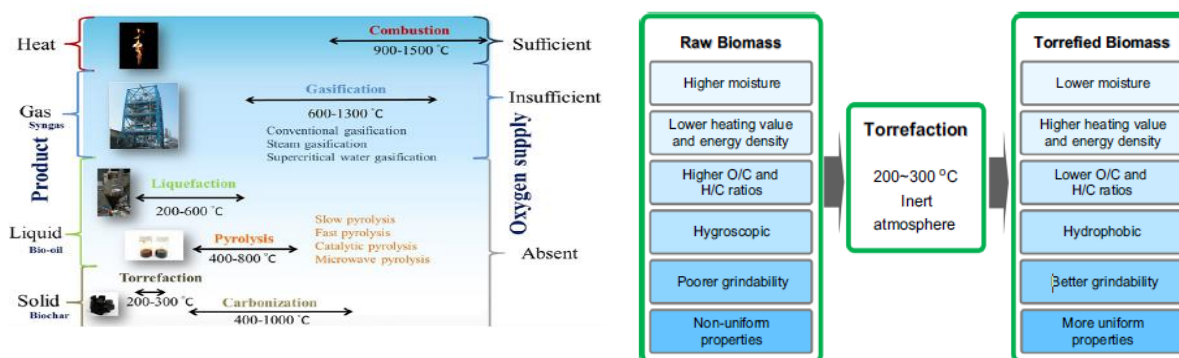 Heat
Combustion
900-1500 °C
Sufficient
Gas
Syngas
Gasification
600-1300 °C
Conventional gasification
Steam gasification
Supercritical water gasification
Insufficient
Product
Oxygen supply
Liquefaction
200-600 °C
Liquid
Bio-oil
Pyrolysis
400-800 °C
Slow pyrolysis
Fast pyrolysis
Catalytic pyrolysis
Microwave pyrolysis
Absent
Torrefaction
200-300 °C
Solid
Biochar
Carbonization
400-1000 °C
Raw Biomass
Higher moisture
Lower heating value
and energy density
Higher O/C and
H/C ratios
Hygroscopic
Poorer grindability
Non-uniform
properties
Torrefaction
200~300 °C
Inert
atmosphere
Torrefied Biomass
Lower moisture
Higher heating value
and energy density
Lower O/C and
H/C ratios
Hydrophobic
Better grindability
More uniform
properties